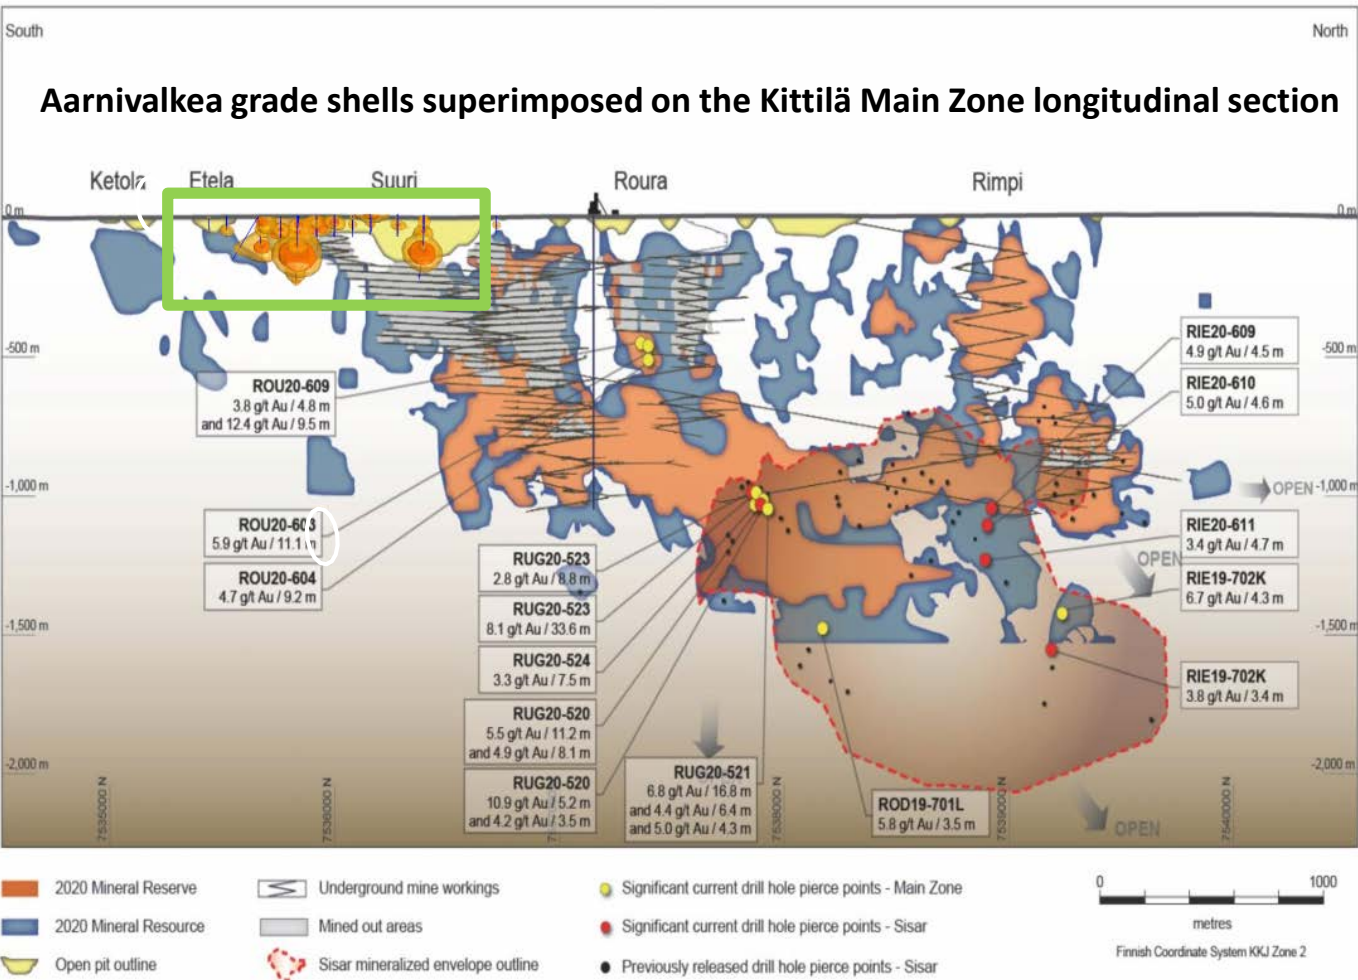 South
North
Aarnivalkea grade shells superimposed on the Kittilä Main Zone longitudinal section
Ketola
Etela
Suuri
Roura
Rimpi
0 m
0 m
-500 m
-500 m
RIE20-609
4.9 g/t Au / 4.5 m
ROU20-609
3.8 g/t Au / 4.8 m
and 12.4 g/t Au / 9.5 m
RIE20-610
5.0 g/t Au / 4.6 m
-1,000 m
OPEN
-1,000 m
ROU20-603
5.9 g/t Au / 11.1 m
RIE20-611
3.4 g/t Au / 4.7 m
OPEN
ROU20-604
4.7 g/t Au / 9.2 m
RUG20-523
2.8 g/t Au / 8.8 m
RIE19-702K
6.7 g/t Au / 4.3 m
RUG20-523
8.1 g/t Au / 33.6 m
-1,500 m
-1,500 m
RUG20-524
3.3 g/t Au / 7.5 m
RIE19-702K
3.8 g/t Au / 3.4 m
RUG20-520
5.5 g/t Au / 11.2 m
and 4.9 g/t Au / 8.1 m
-2,000 m
-2,000 m
RUG20-520
10.9 g/t Au / 5.2 m
and 4.2 g/t Au / 3.5 m
RUG20-521
6.8 g/t Au / 16.8 m
and 4.4 g/t Au / 6.4 m
and 5.0 g/t Au / 4.3 m
ROD19-701L
5.8 g/t Au / 3.5 m
OPEN
7535000 N
7536000 N
7538000 N
7539000 N
7540000 N
2020 Mineral Reserve
Underground mine workings
Significant current drill hole pierce points - Main Zone
0
1000
2020 Mineral Resource
Mined out areas
Significant current drill hole pierce points - Sisar
metres
Finnish Coordinate System KKJ Zone 2
Open pit outline
Sisar mineralized envelope outline
Previously released drill hole pierce points - Sisar